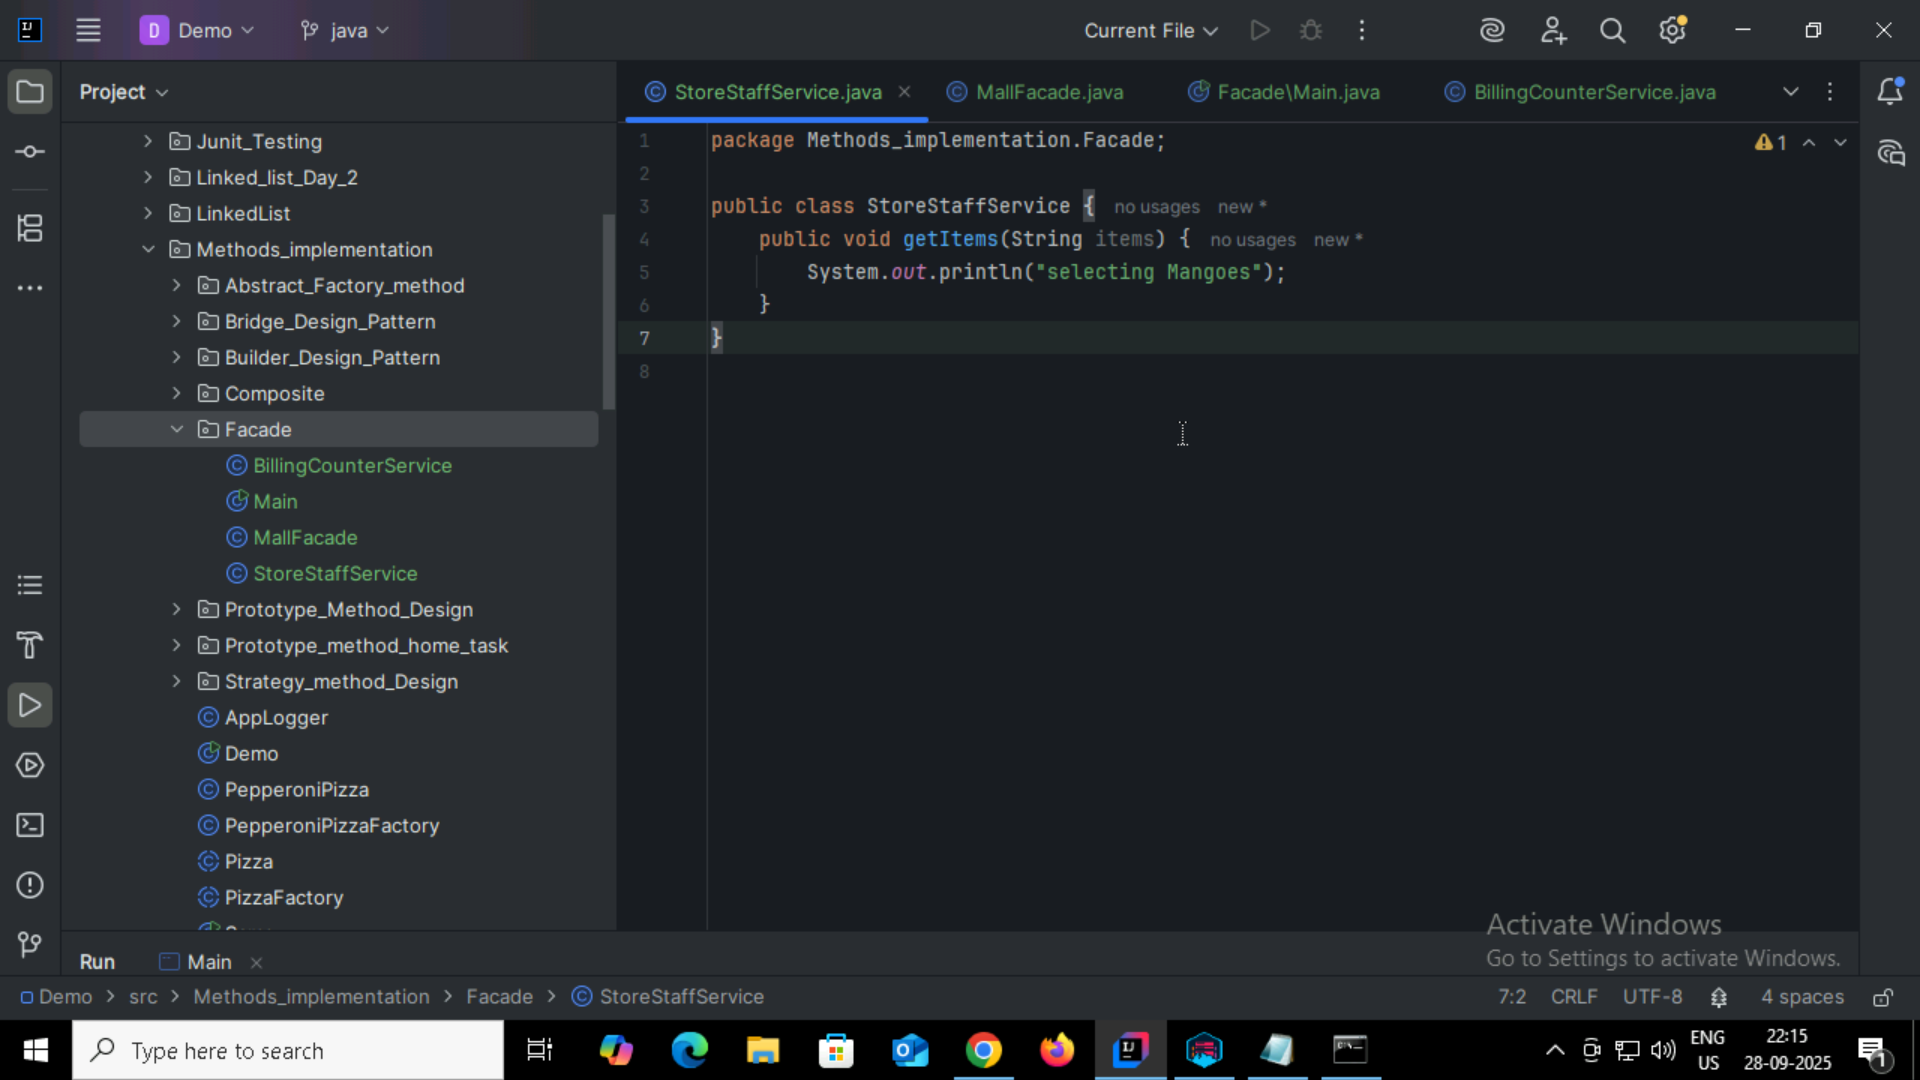 D Demo java Current File
Project
StoreStaffService.java MallFacade.java Facade\Main.java BillingCounterService.java
Junit_Testing
Linked_list_Day_2
LinkedList
Methods_implementation
Abstract_Factory_method
Bridge_Design_Pattern
Builder_Design_Pattern
Composite
Facade
BillingCounterService
Main
MallFacade
StoreStaffService
Prototype_Method_Design
Prototype_method_home_task
Strategy_method_Design
AppLogger
Demo
PepperoniPizza
PepperoniPizzaFactory
Pizza
PizzaFactory
1 package Methods_implementation.Facade; 1
2
3 public class StoreStaffService { no usages new *
4 public void getItems(String items) { no usages new *
5 System.out.println("selecting Mangoes");
6 }
7 }
8
Activate Windows
Go to Settings to activate Windows.
Run Main
Demo > src > Methods_implementation > Facade > StoreStaffService 7:2 CRLF UTF-8 4 spaces
Type here to search
ENG
US
22:15
28-09-2025
1